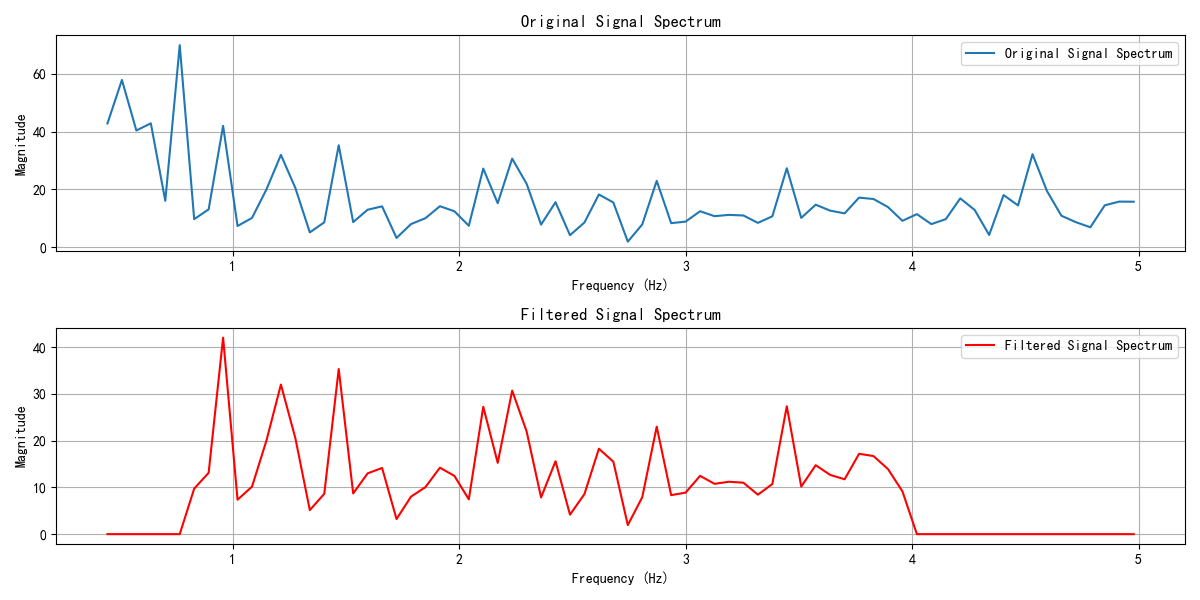 Original Signal Spectrum
Original Signal Spectrum
Magnitude
60
40
20
0
1 2 3 4 5
Frequency (Hz)
Filtered Signal Spectrum
Filtered Signal Spectrum
Magnitude
40
30
20
10
0
1 2 3 4 5
Frequency (Hz)